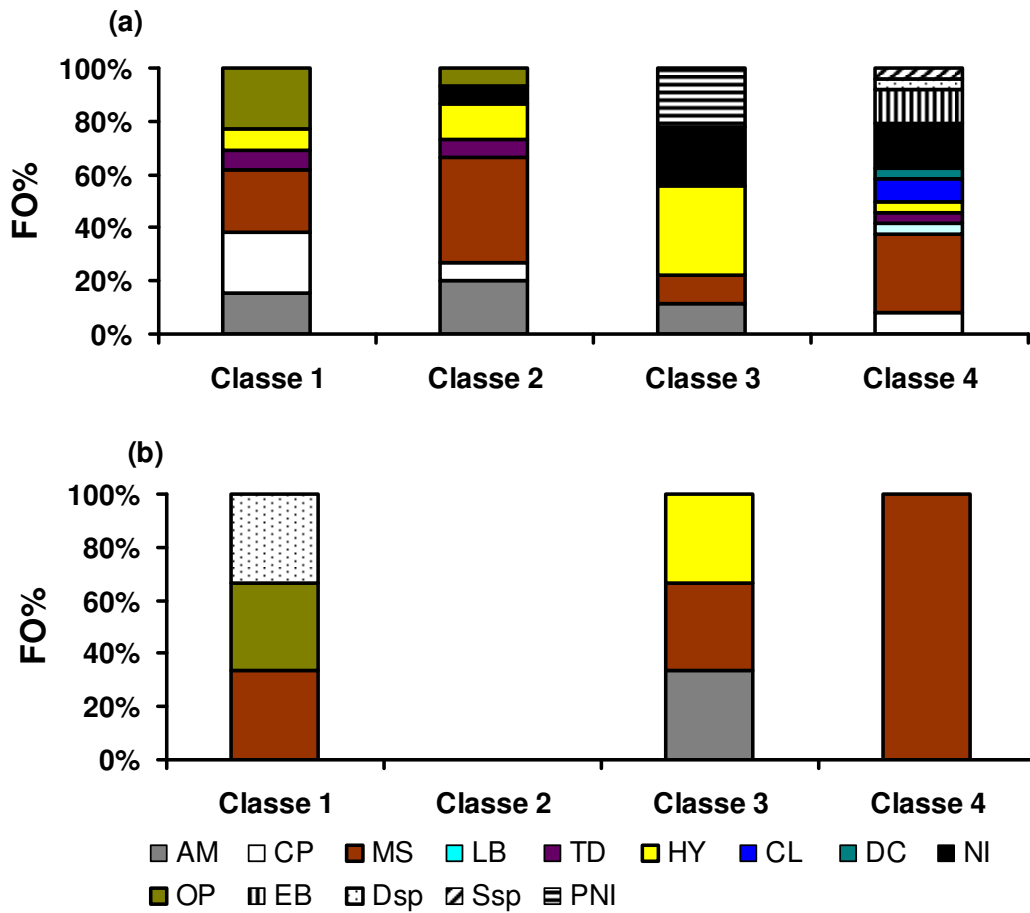 (a)
FO%
100%
80%
60%
40%
20%
0%
Classe 1 Classe 2 Classe 3 Classe 4
(b)
FO%
100%
80%
60%
40%
20%
0%
Classe 1 Classe 2 Classe 3 Classe 4
AM CP MS LB TD HY CL DC NI
OP EB Dsp Ssp PNI